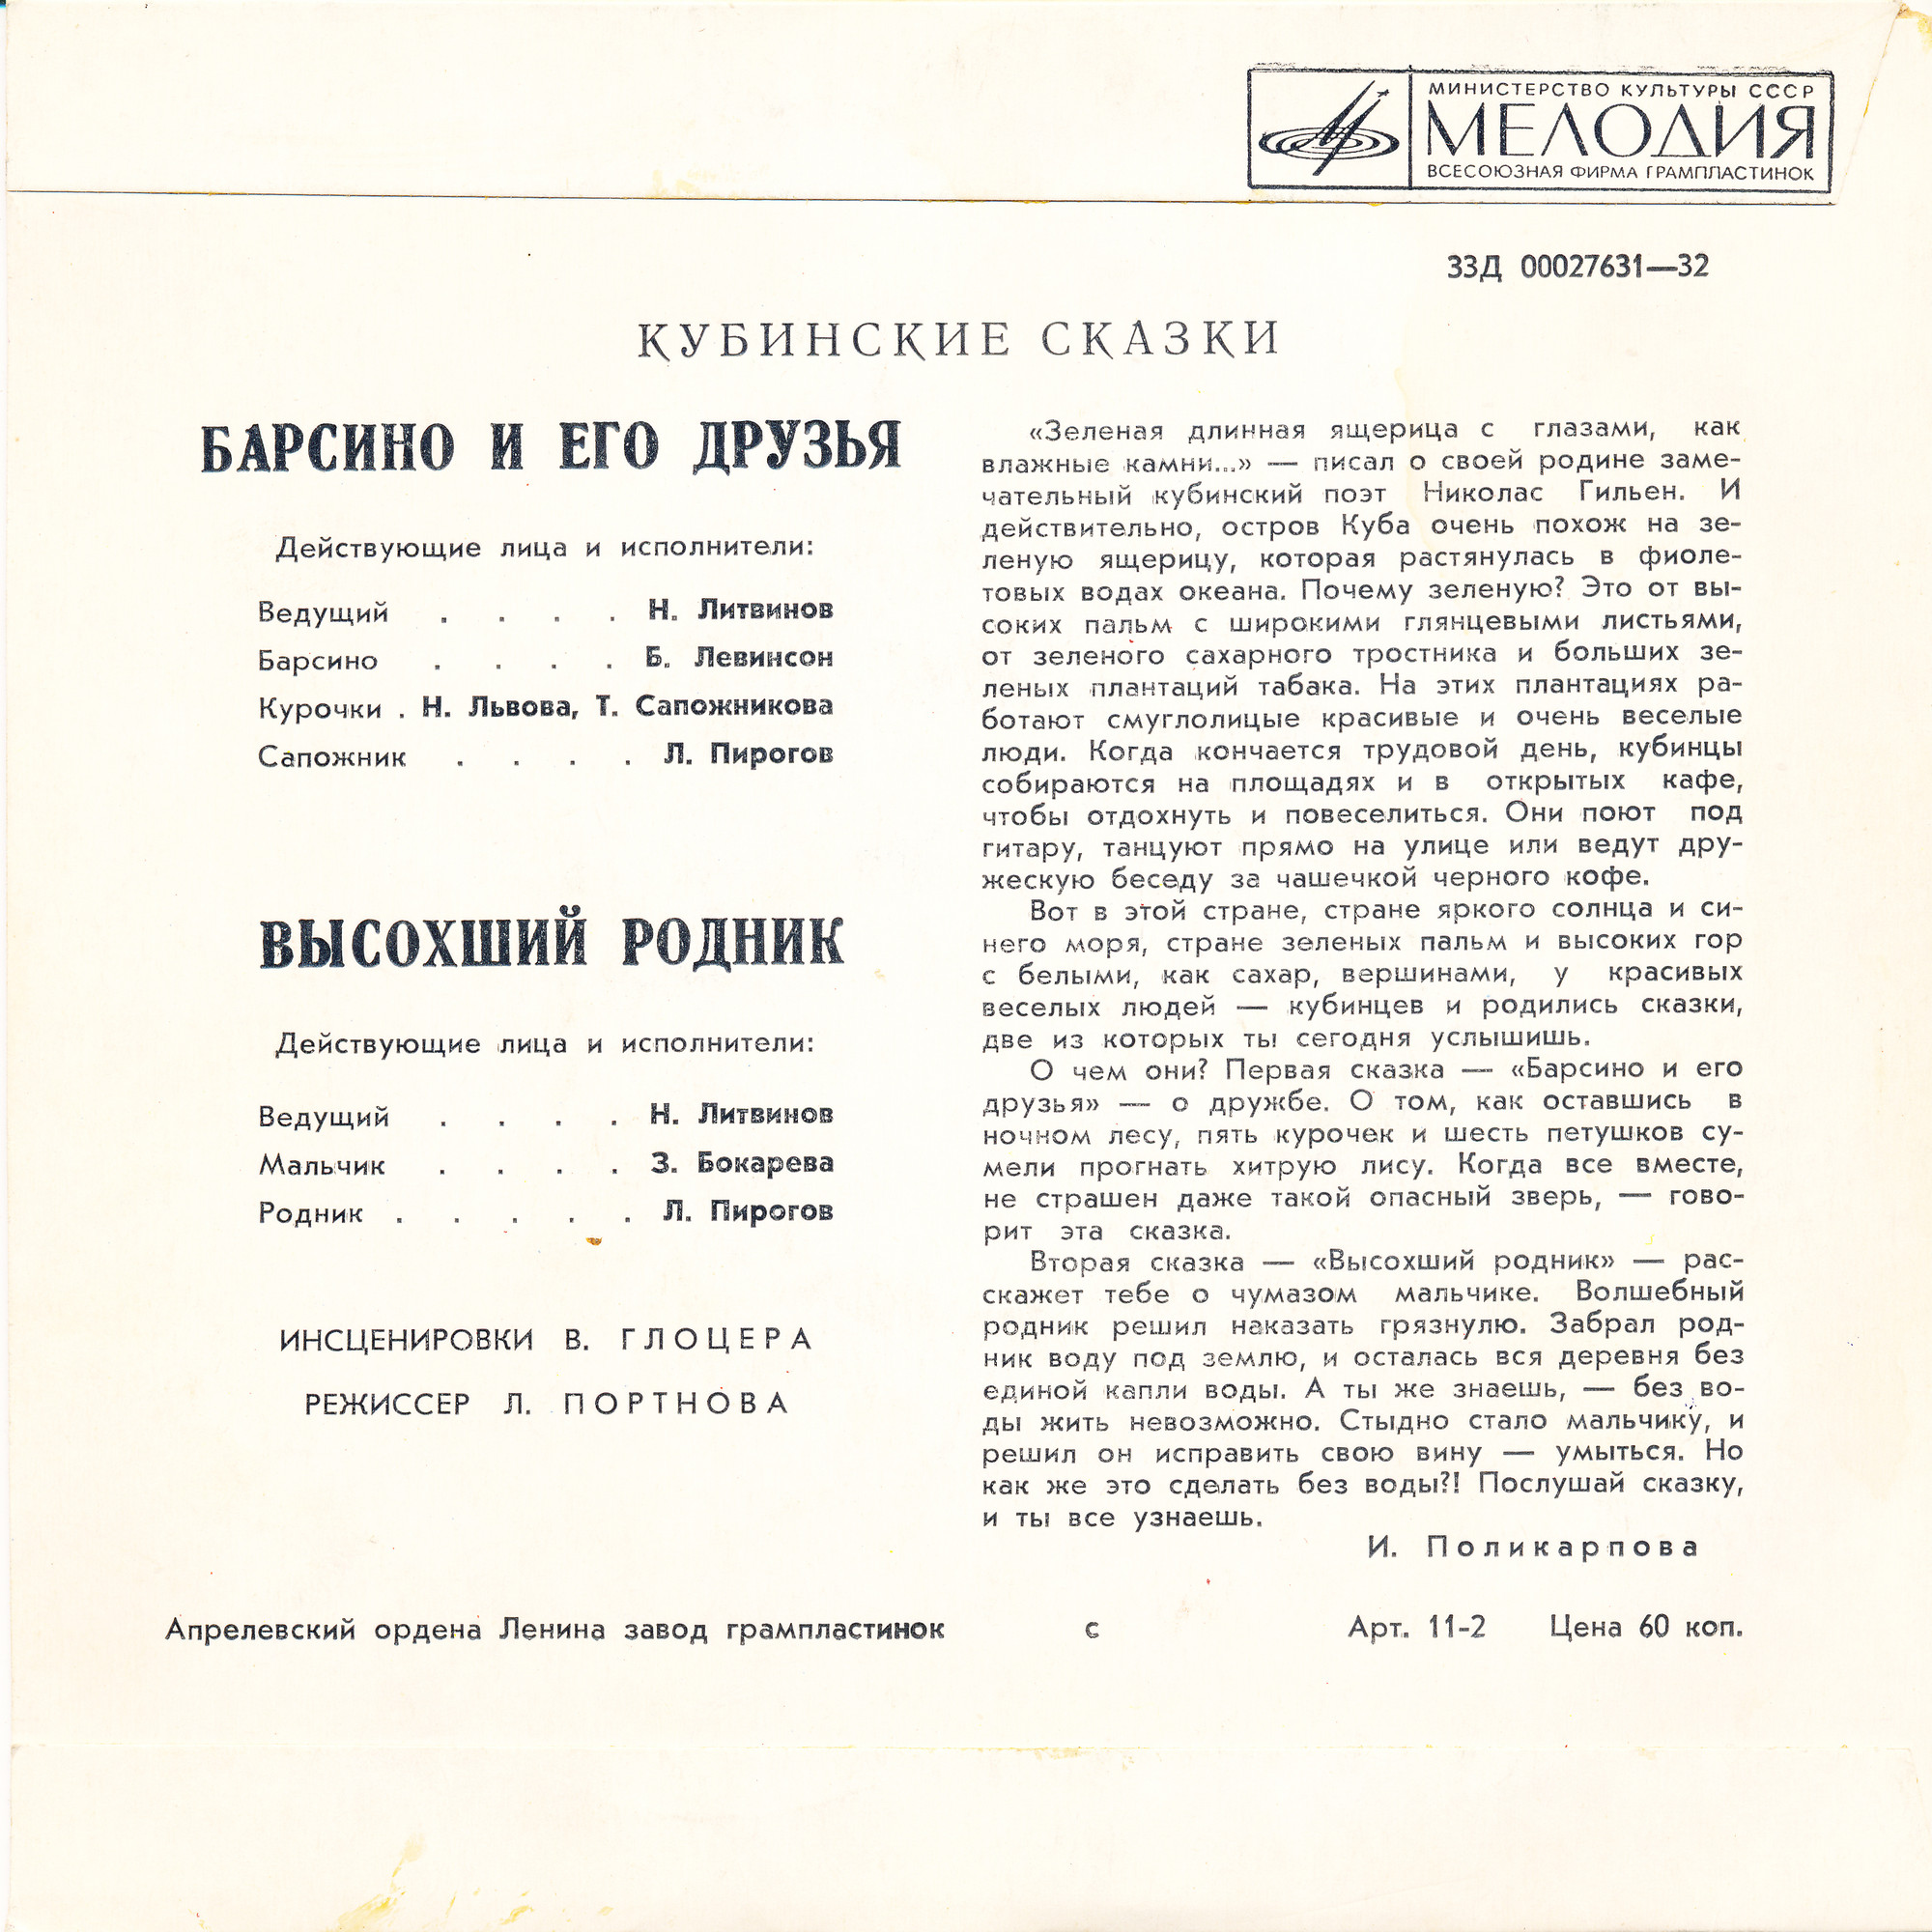 МИНИСТЕРСТВО КУЛЬТУРЫ СССР
МЕЛОДИЯ
ВСЕСОЮЗНАЯ ФИРМА ГРАМПЛАСТИНОК
33Д 00027631—32
КУБИНСКИЕ СКАЗКИ
БАРСИНО И ЕГО ДРУЗЬЯ
Действующие лица и исполнители:
Ведущий . . . . Н. Литвинов
Барсино . . . . Б. Левинсон
Курочки . Н. Львова, Т. Сапожникова
Сапожник . . . . Л. Пирогов
ВЫСОХШИЙ РОДНИК
Действующие лица и исполнители:
Ведущий . . . . Н. Литвинов
Мальчик . . . . З. Бокарева
Родник . . . . . Л. Пирогов
ИНСЦЕНИРОВКИ В. ГЛОЦЕРА
РЕЖИССЕР Л. ПОРТНОВА
«Зеленая длинная ящерица с глазами, как
влажные камни...» — писал о своей родине заме-
чательный кубинский поэт Николас Гильен. И
действительно, остров Куба очень похож на зе-
леную ящерицу, которая растянулась в фиоле-
товых водах океана. Почему зеленую? Это от вы-
соких пальм с широкими глянцевыми листьями,
от зеленого сахарного тростника и больших зе-
леных плантаций табака. На этих плантациях ра-
ботают смуглолицые красивые и очень веселые
люди. Когда кончается трудовой день, кубинцы
собираются на площадях и в открытых кафе,
чтобы отдохнуть и повеселиться. Они поют под
гитару, танцуют прямо на улице или ведут дру-
жескую беседу за чашечкой черного кофе.
Вот в этой стране, стране яркого солнца и си-
него моря, стране зеленых пальм и высоких гор
с белыми, как сахар, вершинами, у красивых
веселых людей — кубинцев и родились сказки,
две из которых ты сегодня услышишь.
О чем они? Первая сказка — «Барсино и его
друзья» — о дружбе. О том, как оставшись в
ночном лесу, пять курочек и шесть петушков су-
мели прогнать хитрую лису. Когда все вместе,
не страшен даже такой опасный зверь, — гово-
рит эта сказка.
Вторая сказка — «Высохший родник» — рас-
скажет тебе о чумазом мальчике. Волшебный
родник решил наказать грязнулю. Забрал род-
ник воду под землю, и осталась вся деревня без
единой капли воды. А ты же знаешь, — без во-
ды жить невозможно. Стыдно стало мальчику, и
решил он исправить свою вину — умыться. Но
как же это сделать без воды?! Послушай сказку,
и ты все узнаешь.
И. Поликарпова
Апрелевский ордена Ленина завод грампластинок с Арт. 11-2 Цена 60 коп.